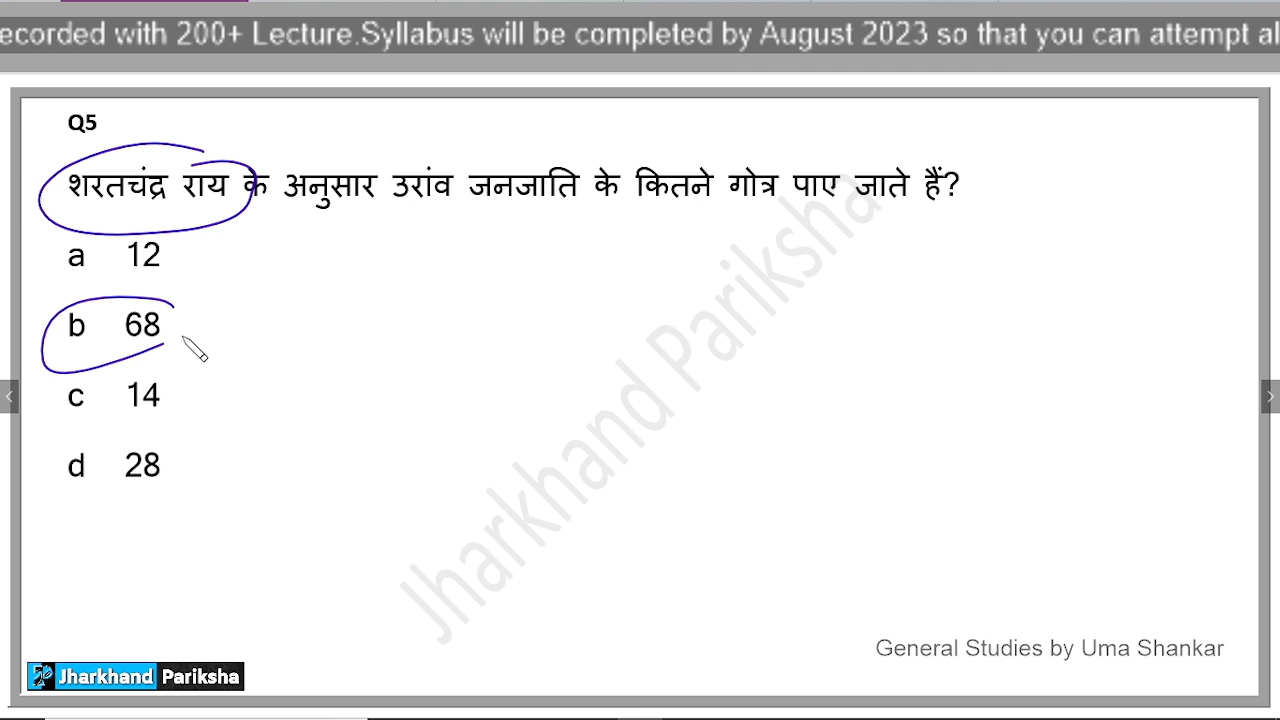 ecorded with 200+ Lecture.Syllabus will be completed by August 2023 so that you can attempt al
Q5
शरतचंद्र राय के अनुसार उरांव जनजाति के कितने गोत्र पाए जाते हैं?
a 12
b 68
c 14
d 28
Jharkhand Pariksha
General Studies by Uma Shankar
Jharkhand Pariksha